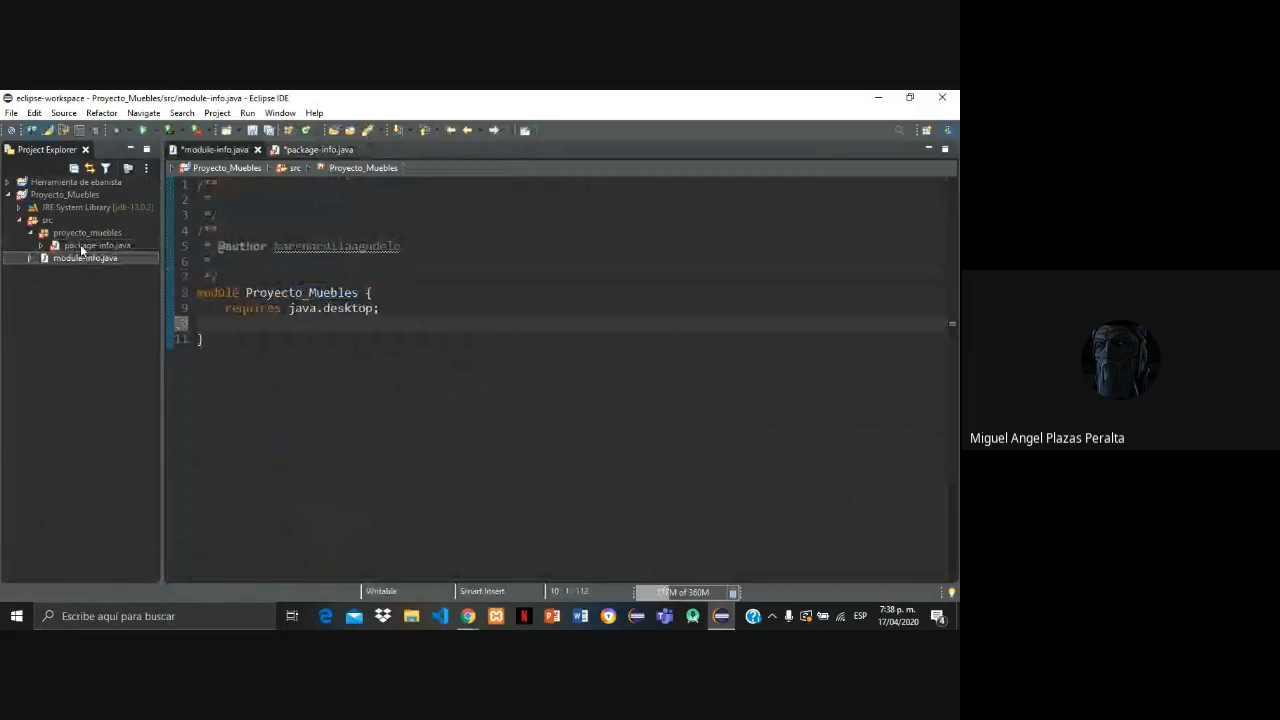 eclipse-workspace - Proyecto_Muebles/src/module-info.java - Eclipse IDE
File Edit Source Refactor Navigate Search Project Run Window Help
Project Explorer
*module-info.java
*package-info.java
Herramienta de ebanista
Proyecto_Muebles
JRE System Library [jdk-13.0.2]
src
proyecto_muebles
package-info.java
module-info.java
Proyecto_Muebles src Proyecto_Muebles
1 /**
2 *
3 */
4 /**
5 * @author
6 *
7 */
8 module Proyecto_Muebles {
9 requires java.desktop;
10
11 }
Miguel Angel Plazas Peralta
Writable Smart Insert 10 : 1 : 112 of 360M
Escribe aquí para buscar
ESP
7:38 p. m.
17/04/2020
4